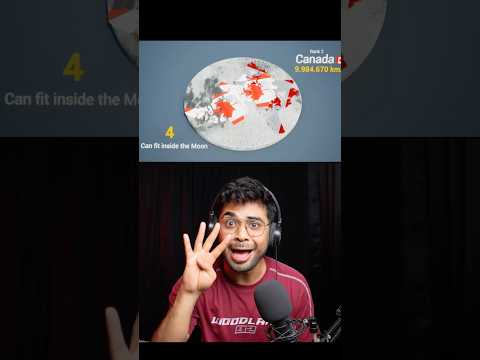 Rank 2
Canada
9.984.670 km
4
Can fit inside the Moon
4
Can fit inside the Moon